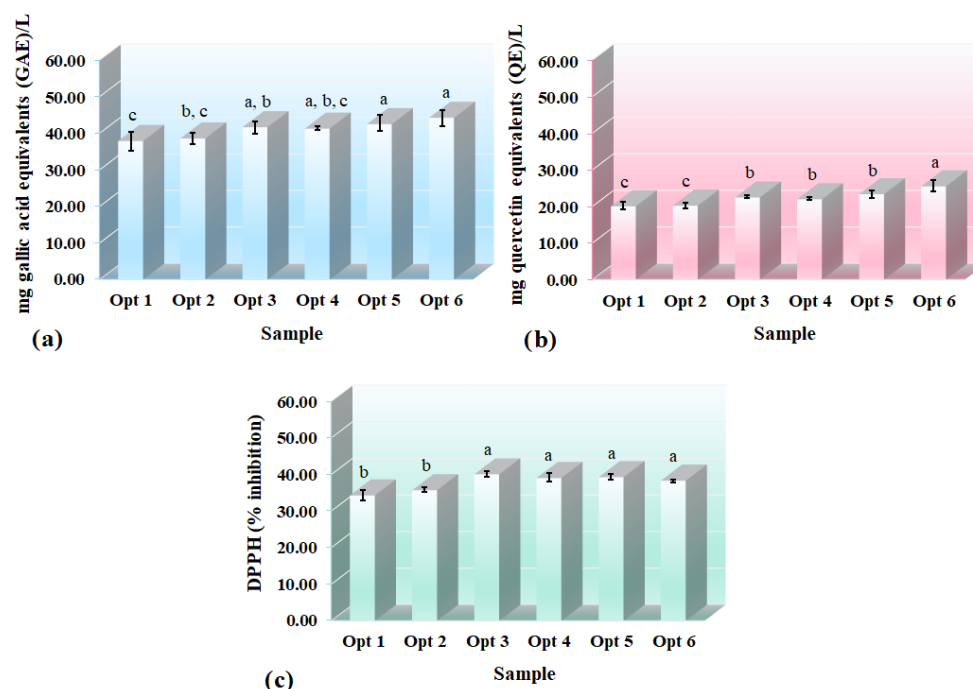 mg gallic acid equivalents (GAE)/L
60.00
50.00
40.00
30.00
20.00
10.00
0.00
c
b, c
a, b
a, b, c
a
a
Opt 1 Opt 2 Opt 3 Opt 4 Opt 5 Opt 6
Sample
(a)
mg quercetin equivalents (QE)/L
60.00
50.00
40.00
30.00
20.00
10.00
0.00
c
c
b
b
b
a
Opt 1 Opt 2 Opt 3 Opt 4 Opt 5 Opt 6
Sample
(b)
DPPH (% inhibition)
60.00
50.00
40.00
30.00
20.00
10.00
0.00
b
b
a
a
a
a
Opt 1 Opt 2 Opt 3 Opt 4 Opt 5 Opt 6
Sample
(c)